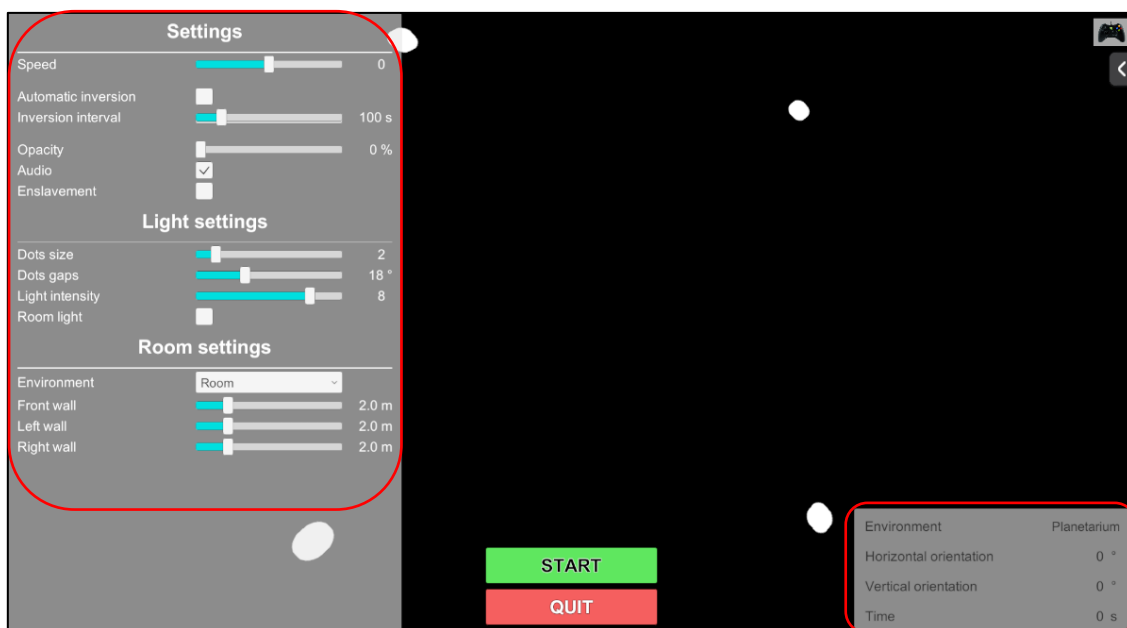 Settings
Speed 0
Automatic inversion
Inversion interval 100 s
Opacity 0 %
Audio
Enslavement
Light settings
Dots size 2
Dots gaps 18 °
Light intensity 8
Room light
Room settings
Environment Room
Front wall 2.0 m
Left wall 2.0 m
Right wall 2.0 m
START
QUIT
Environment Planetarium
Horizontal orientation 0 °
Vertical orientation 0 °
Time 0 s